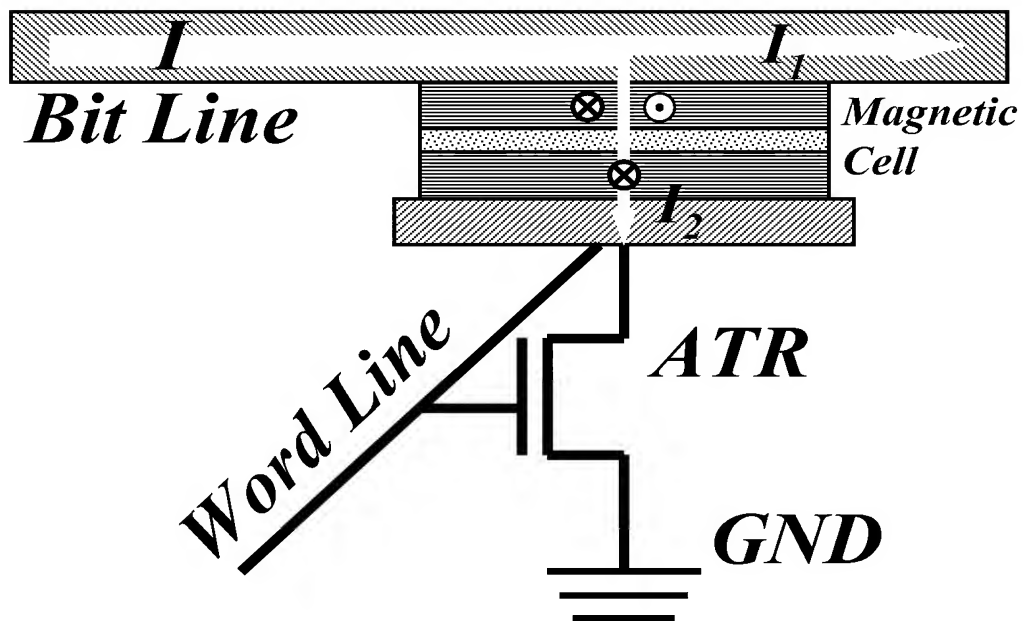 I
I1
Bit Line
Magnetic
Cell
I2
Word Line
ATR
GND